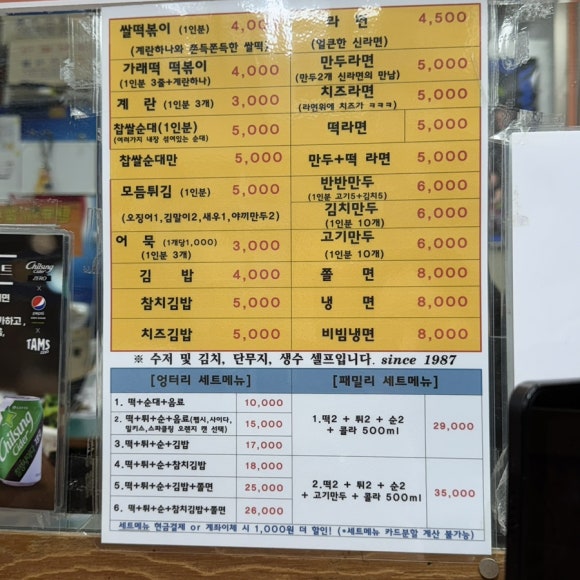 쌀떡볶이 (1인분) 4,000
(계란하나와 쫀득쫀득한 쌀떡)
가래떡 떡볶이 4,000
(1인분 3줄+계란하나)
계 란 (1인분 3개) 3,000
찹쌀순대(1인분) 5,000
(여러가지 내장 섞여있는 순대)
찹쌀순대만 5,000
모듬튀김 (1인분) 5,000
(오징어1,김말이2,새우1,야끼만두2)
어 묵 (1개당1,000) 3,000
(1인분 3개)
김 밥 4,000
참치김밥 5,000
치즈김밥 5,000
라 면 4,500
(얼큰한 신라면)
만두라면 5,000
(만두2개 신라면의 만남)
치즈라면 5,000
(라면위에 치즈가 ㅋㅋㅋ)
떡라면 5,000
만두+떡 라면 5,000
반반만두 6,000
(1인분 고기5+김치5)
김치만두 6,000
(1인분 10개)
고기만두 6,000
(1인분 10개)
쫄 면 8,000
냉 면 8,000
비빔냉면 8,000
※ 수저 및 김치, 단무지, 생수 셀프입니다. since 1987
[엉터리 세트메뉴]
1. 떡+순대+음료 10,000
2. 떡+튀+순+음료(펩시,사이다, 15,000
밀키스,스파클링 오렌지 캔 선택)
3. 떡+튀+순+김밥 17,000
4. 떡+튀+순+참치김밥 18,000
5. 떡+튀+순+김밥+쫄면 25,000
6. 떡+튀+순+참치김밥+쫄면 26,000
[패밀리 세트메뉴]
1.떡2 + 튀2 + 순2 29,000
+ 콜라 500ml
2.떡2 + 튀2 + 순2 35,000
+ 고기만두 + 콜라 500ml
세트메뉴 현금결제 or 계좌이체 시 1,000원 더 할인! (*세트메뉴 카드분할 계산 불가능)
트
Chilsung
CIDER
ZERO
×
pepsi
×
TAMS
Chilsung
Cider